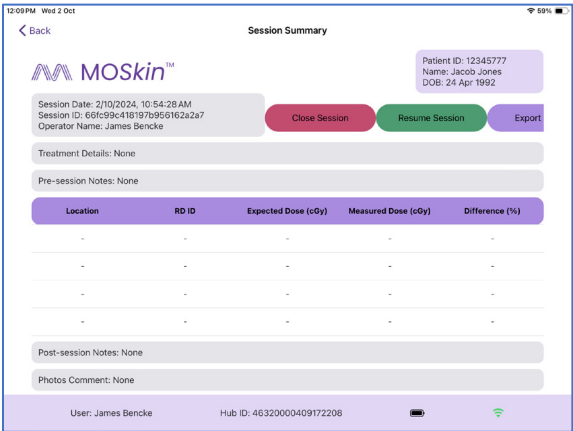 12:09 PM Wed 2 Oct
59%
Back
Session Summary
MOSkin™
Patient ID: 12345777
Name: Jacob Jones
DOB: 24 Apr 1992
Session Date: 2/10/2024, 10:54:28 AM
Session ID: 66fc99c418197b956162a2a7
Operator Name: James Bencke
Close Session
Resume Session
Export
Treatment Details: None
Pre-session Notes: None
Location RD ID Expected Dose (cGy) Measured Dose (cGy) Difference (%)
- - - - -
- - - - -
- - - - -
- - - - -
Post-session Notes: None
Photos Comment: None
User: James Bencke Hub ID: 46320000409172208